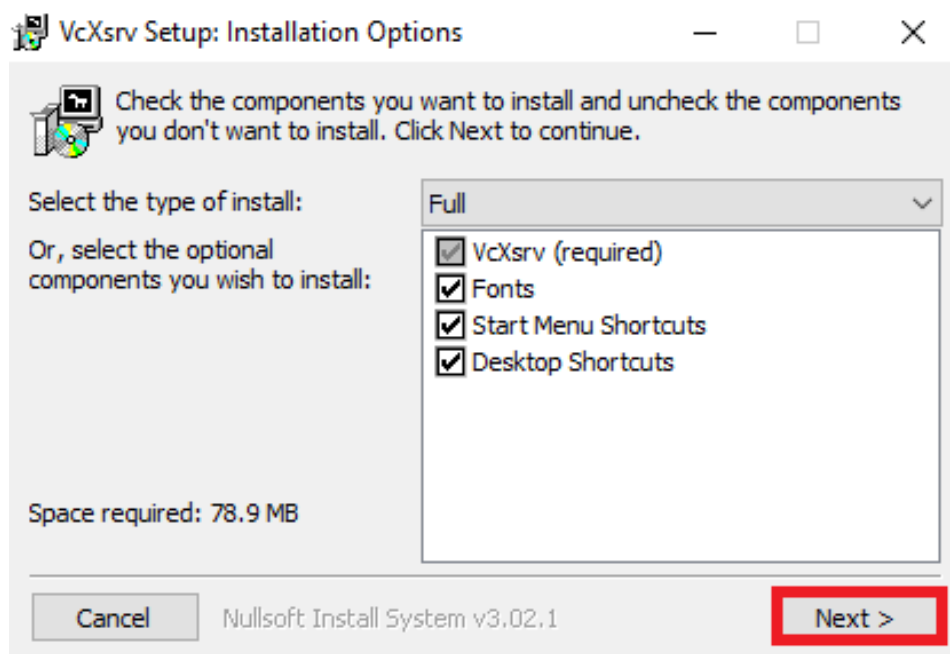 VcXsrv Setup: Installation Options
Check the components you want to install and uncheck the components
you don't want to install. Click Next to continue.
Select the type of install:
Full
Or, select the optional
components you wish to install:
VcXsrv (required)
Fonts
Start Menu Shortcuts
Desktop Shortcuts
Space required: 78.9 MB
Cancel
Nullsoft Install System v3.02.1
Next >